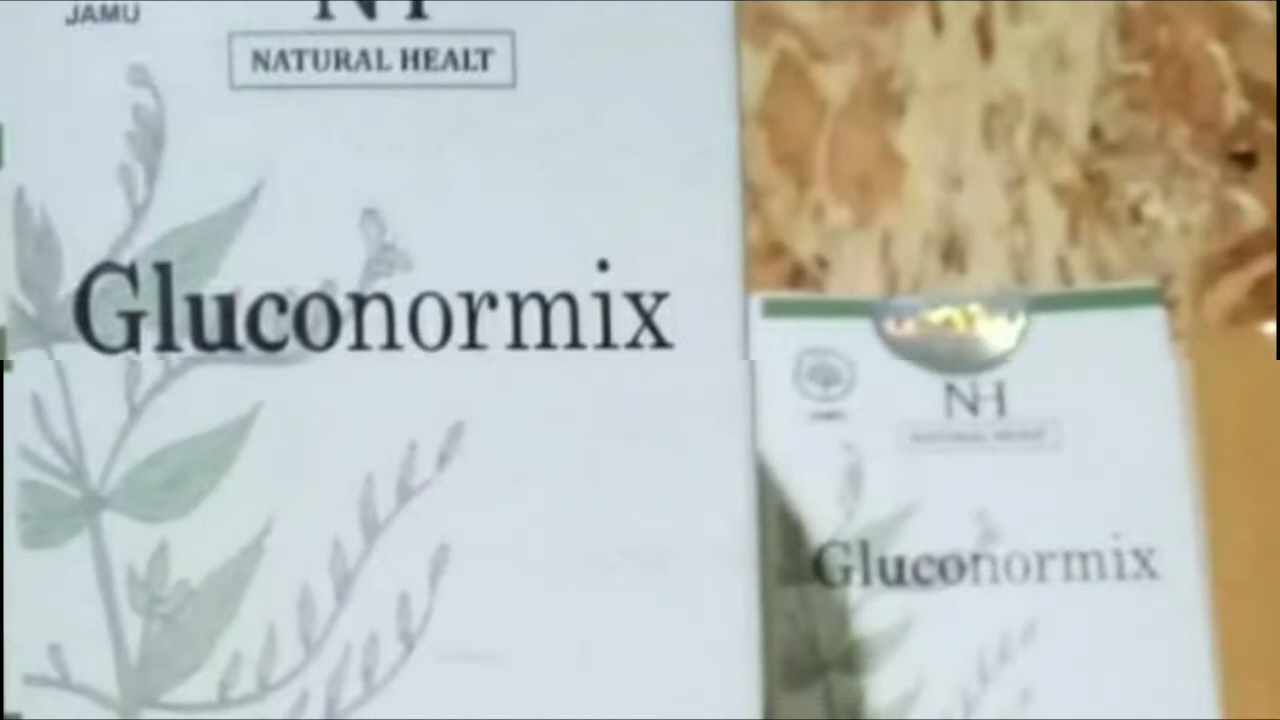 JAMU
NATURAL HEALT
Gluconormix
NH
Gluconormix